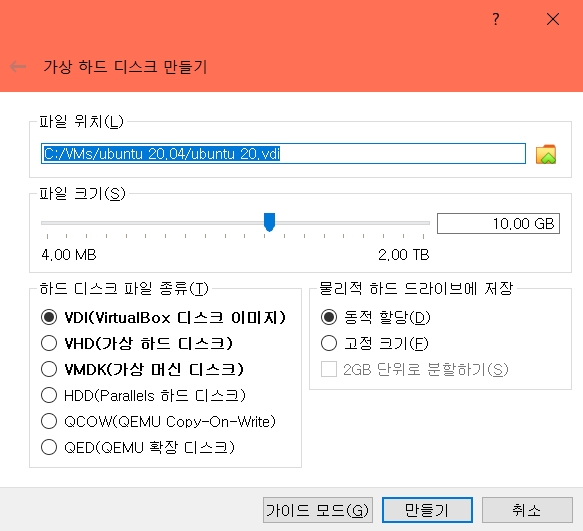 ?
가상 하드 디스크 만들기
파일 위치(L)
C:/VMs/ubuntu 20.04/ubuntu 20.vdi
파일 크기(S)
10.00 GB
4.00 MB 2.00 TB
하드 디스크 파일 종류(T)
VDI(VirtualBox 디스크 이미지)
VHD(가상 하드 디스크)
VMDK(가상 머신 디스크)
HDD(Parallels 하드 디스크)
QCOW(QEMU Copy-On-Write)
QED(QEMU 확장 디스크)
물리적 하드 드라이브에 저장
동적 할당(D)
고정 크기(F)
2GB 단위로 분할하기(S)
가이드 모드(G) 만들기 취소